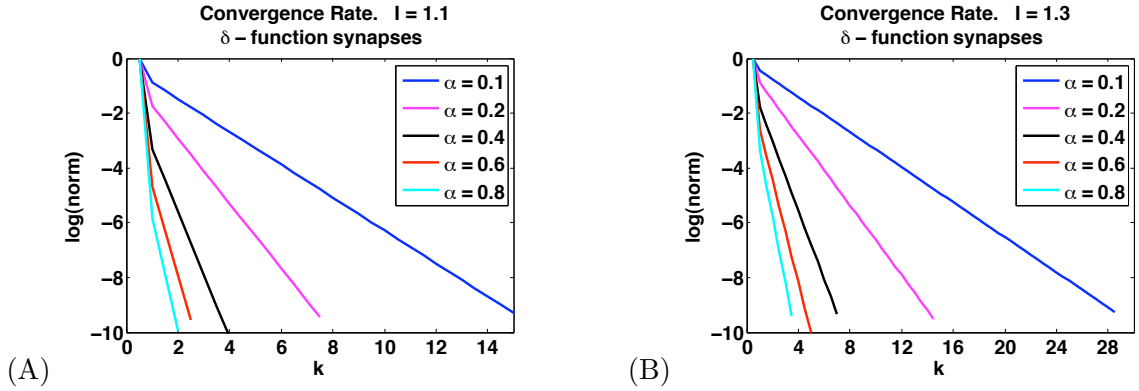 Convergence Rate. I = 1.1
δ – function synapses
log(norm)
0
−2
−4
−6
−8
−10
α = 0.1
α = 0.2
α = 0.4
α = 0.6
α = 0.8
0 2 4 6 8 10 12 14
k
(A)
Convergence Rate. I = 1.3
δ – function synapses
log(norm)
0
−2
−4
−6
−8
−10
α = 0.1
α = 0.2
α = 0.4
α = 0.6
α = 0.8
0 4 8 12 16 20 24 28
k
(B)